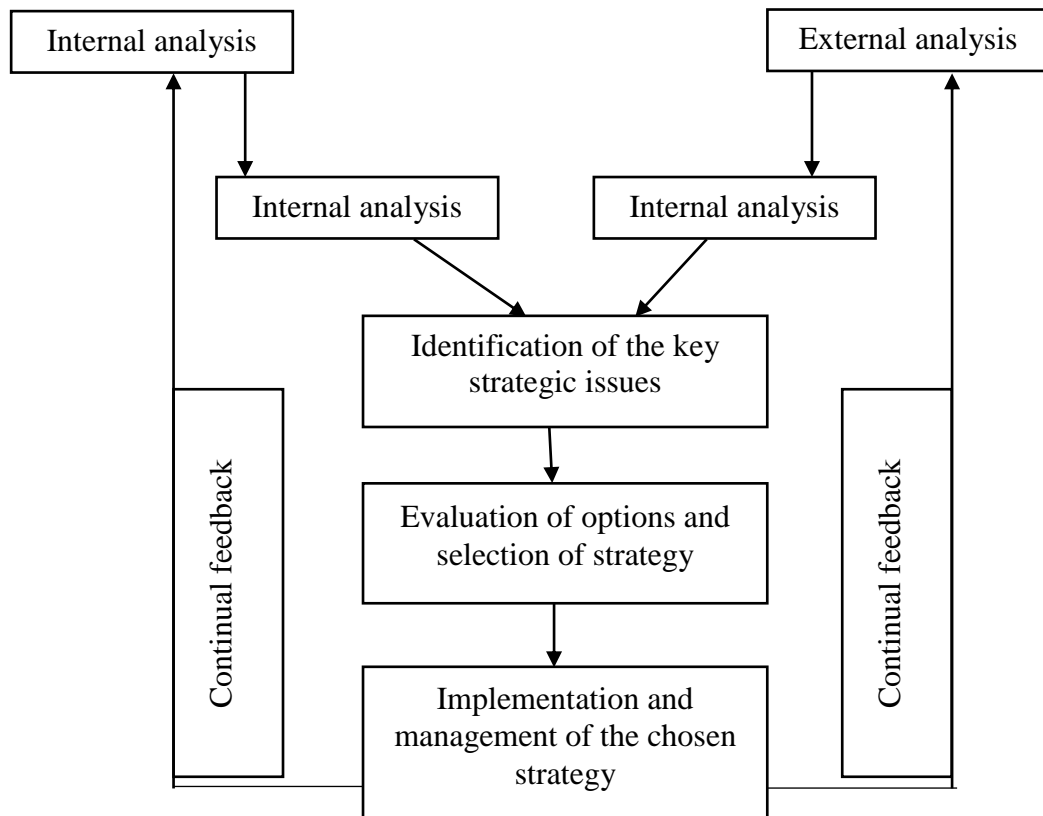 Internal analysis
External analysis
Internal analysis
Internal analysis
Identification of the key
strategic issues
Continual feedback
Continual feedback
Evaluation of options and
selection of strategy
Implementation and
management of the chosen
strategy